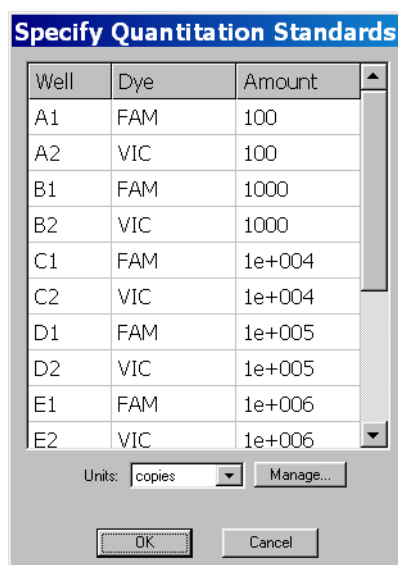 Specify Quantitation Standards
Well Dye Amount
A1 FAM 100
A2 VIC 100
B1 FAM 1000
B2 VIC 1000
C1 FAM 1e+004
C2 VIC 1e+004
D1 FAM 1e+005
D2 VIC 1e+005
E1 FAM 1e+006
E2 VIC 1e+006
Units: copies Manage...
OK Cancel